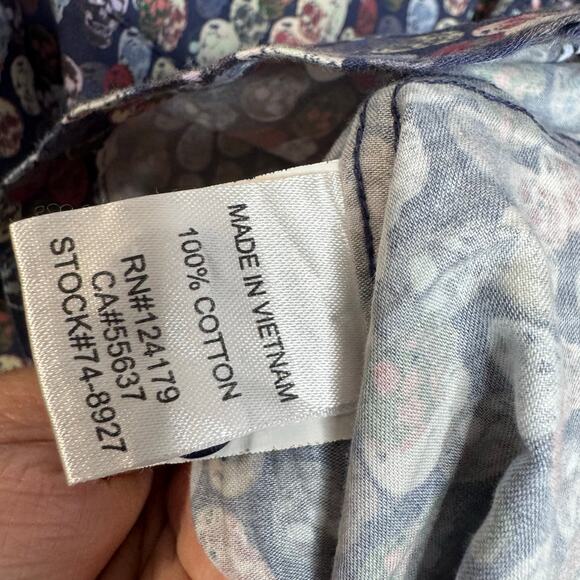 MADE IN VIETNAM
100% COTTON
RN#124179
CA#55637
STOCK#74-8927